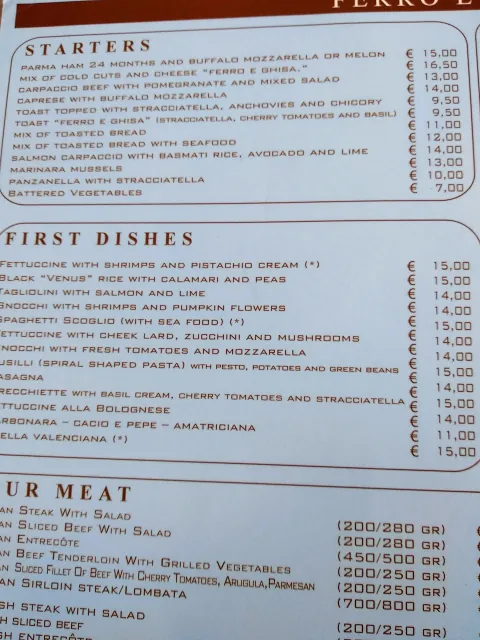 FERRO E
STARTERS
PARMA HAM 24 MONTHS AND BUFFALO MOZZARELLA OR MELON € 15,00
MIX OF COLD CUTS AND CHEESE "FERRO E GHISA." € 16,50
CARPACCIO BEEF WITH POMEGRANATE AND MIXED SALAD € 13,00
CAPRESE WITH BUFFALO MOZZARELLA € 14,00
TOAST TOPPED WITH STRACCIATELLA, ANCHOVIES AND CHICORY € 9,50
TOAST "FERRO E GHISA" (STRACCIATELLA, CHERRY TOMATOES AND BASIL) € 9,50
MIX OF TOASTED BREAD € 11,00
MIX OF TOASTED BREAD WITH SEAFOOD € 12,00
SALMON CARPACCIO WITH BASMATI RICE, AVOCADO AND LIME € 14,00
MARINARA MUSSELS € 13,00
PANZANELLA WITH STRACCIATELLA € 10,00
BATTERED VEGETABLES € 7,00
FIRST DISHES
FETTUCCINE WITH SHRIMPS AND PISTACHIO CREAM (*) € 15,00
BLACK "VENUS" RICE WITH CALAMARI AND PEAS € 15,00
TAGLIOLINI WITH SALMON AND LIME € 14,00
GNOCCHI WITH SHRIMPS AND PUMPKIN FLOWERS € 14,00
SPAGHETTI SCOGLIO (WITH SEA FOOD) (*) € 15,00
ETTUCCINE WITH CHEEK LARD, ZUCCHINI AND MUSHROOMS € 14,00
NOCCHI WITH FRESH TOMATOES AND MOZZARELLA € 14,00
USILLI (SPIRAL SHAPED PASTA) WITH PESTO, POTATOES AND GREEN BEANS € 15,00
ASAGNA € 14,00
RECCHIETTE WITH BASIL CREAM, CHERRY TOMATOES AND STRACCIATELLA € 15,00
TTUCCINE ALLA BOLOGNESE € 14,00
RBONARA - CACIO E PEPE - AMATRICIANA € 11,00
ELLA VALENCIANA (*) € 15,00
UR MEAT
AN STEAK WITH SALAD (200/280 GR)
AN SLICED BEEF WITH SALAD (200/280 GR)
AN ENTRECÔTE (450/500 GR)
AN BEEF TENDERLOIN WITH GRILLED VEGETABLES (200/250 GR)
AN SLICED FILLET OF BEEF WITH CHERRY TOMATOES, ARUGULA, PARMESAN (200/250 GR)
AN SIRLOIN STEAK/LOMBATA (700/800 GR)
SH STEAK WITH SALAD (200/250 GR)
H SLICED BEEF
SH ENTRECÔTE